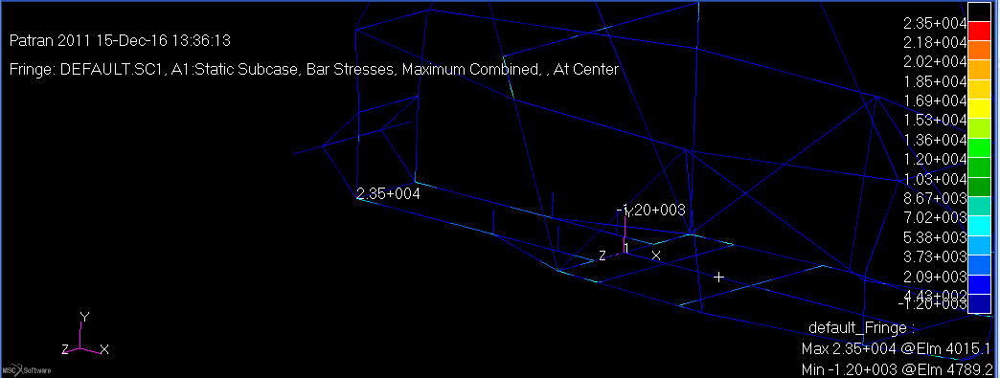 Patran 2011 15-Dec-16 13:36:13
Fringe: DEFAULT.SC1, A1:Static Subcase, Bar Stresses, Maximum Combined, , At Center
2.35+004
2.18+004
2.02+004
1.85+004
1.69+004
1.53+004
1.36+004
1.20+004
1.03+004
8.67+003
7.02+003
5.38+003
3.73+003
2.09+003
4.43+002
-1.20+003
2.35+004
-1.20+003
Y
1
Z
X
default_Fringe :
Max 2.35+004 @Elm 4015.1
Min -1.20+003 @Elm 4789.2
Y
Z
X
MSC Software